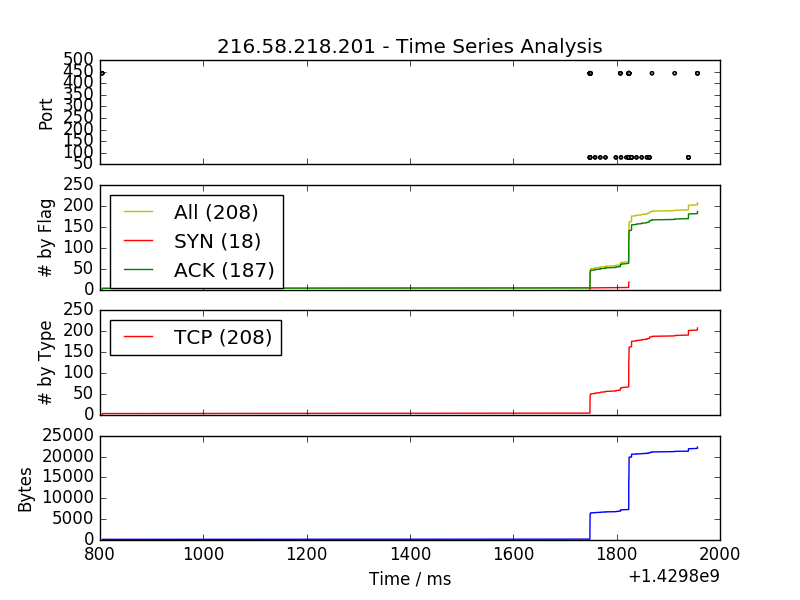 216.58.218.201 - Time Series Analysis
500
450
400
350
300
250
200
150
100
50
Port
250
200
150
100
50
0
# by Flag
All (208)
SYN (18)
ACK (187)
300
250
200
150
100
50
0
# by Type
TCP (208)
25000
20000
15000
10000
5000
0
Bytes
800 1000 1200 1400 1600 1800 2000
Time / ms
+1.4298e9